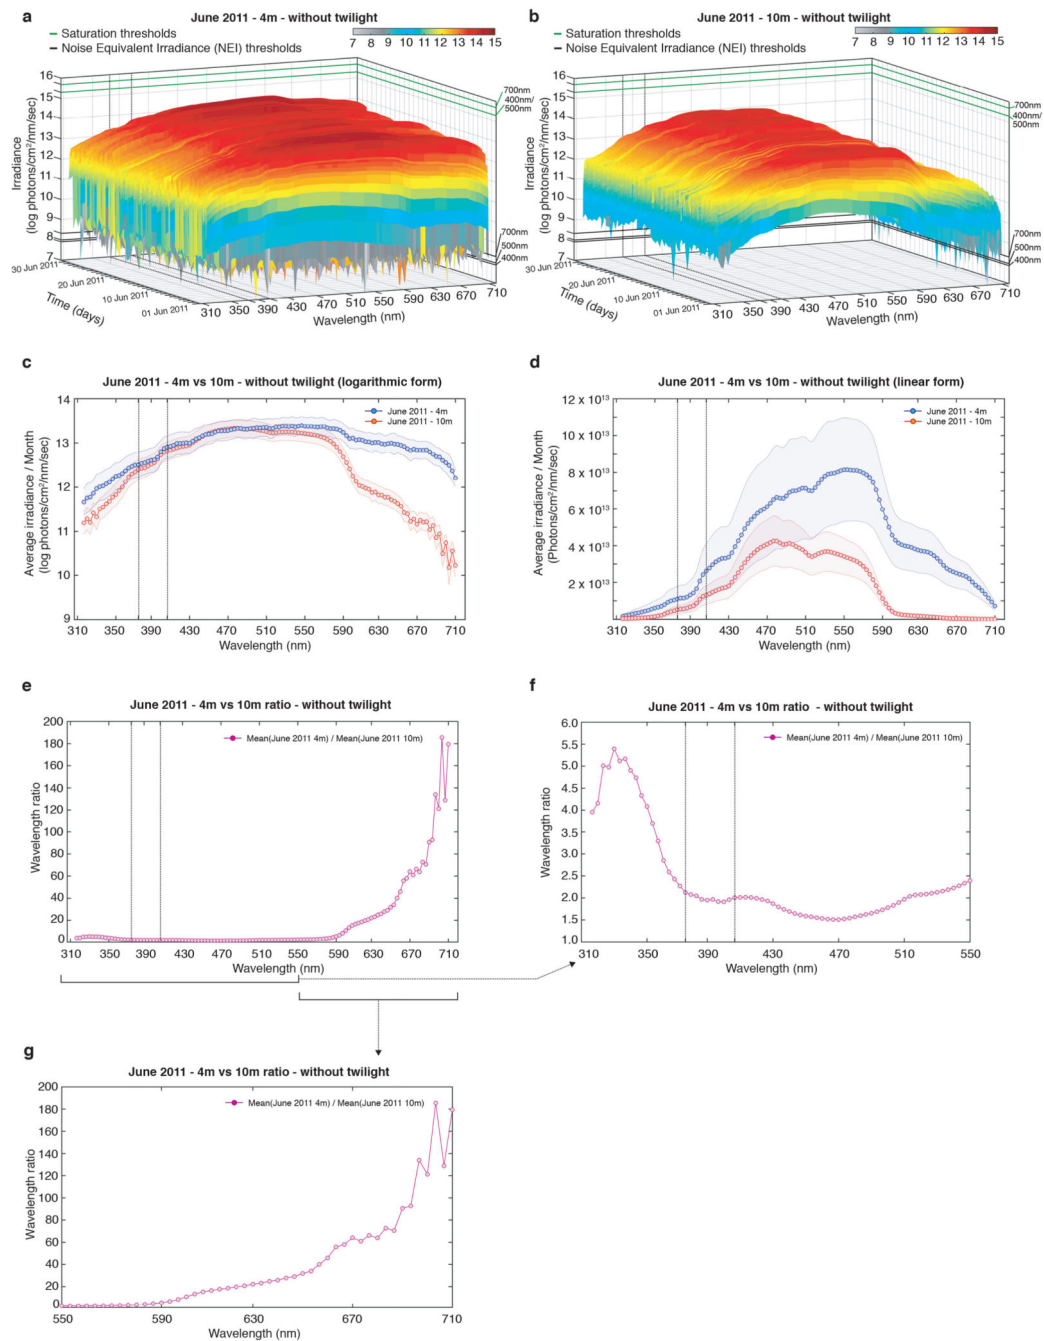 a
June 2011 - 4m - without twilight
Saturation thresholds
Noise Equivalent Irradiance (NEI) thresholds
7 8 9 10 11 12 13 14 15
16
15
14
13
12
11
10
9
8
7
Irradiance
(log photons/cm²/nm/sec)
700nm
400nm/
500nm
700nm
500nm
400nm
30 Jun 2011
20 Jun 2011
10 Jun 2011
01 Jun 2011
Time (days)
310 350 390 430 470 510 550 590 630 670 710
Wavelength (nm)
b
June 2011 - 10m - without twilight
Saturation thresholds
Noise Equivalent Irradiance (NEI) thresholds
7 8 9 10 11 12 13 14 15
16
15
14
13
12
11
10
9
8
7
Irradiance
(log photons/cm²/nm/sec)
700nm
400nm/
500nm
700nm
500nm
400nm
30 Jun 2011
20 Jun 2011
10 Jun 2011
01 Jun 2011
Time (days)
310 350 390 430 470 510 550 590 630 670 710
Wavelength (nm)
c
June 2011 - 4m vs 10m - without twilight (logarithmic form)
June 2011 - 4m
June 2011 - 10m
14
13
12
11
10
9
Average irradiance / Month
(log photons/cm²/nm/sec)
310 350 390 430 470 510 550 590 630 670 710
Wavelength (nm)
d
June 2011 - 4m vs 10m - without twilight (linear form)
June 2011 - 4m
June 2011 - 10m
12 x 10¹³
10 x 10¹³
8 x 10¹³
6 x 10¹³
4 x 10¹³
2 x 10¹³
Average irradiance / Month
(Photons/cm²/nm/sec)
310 350 390 430 470 510 550 590 630 670 710
Wavelength (nm)
e
June 2011 - 4m vs 10m ratio - without twilight
Mean(June 2011 4m) / Mean(June 2011 10m)
200
180
160
140
120
100
80
60
40
20
0
Wavelength ratio
310 350 390 430 470 510 550 590 630 670 710
Wavelength (nm)
f
June 2011 - 4m vs 10m ratio - without twilight
Mean(June 2011 4m) / Mean(June 2011 10m)
6.0
5.5
5.0
4.5
4.0
3.5
3.0
2.5
2.0
1.5
1.0
Wavelength ratio
310 350 390 430 470 510 550
Wavelength (nm)
g
June 2011 - 4m vs 10m ratio - without twilight
Mean(June 2011 4m) / Mean(June 2011 10m)
200
180
160
140
120
100
80
60
40
20
0
Wavelength ratio
550 590 630 670 710
Wavelength (nm)